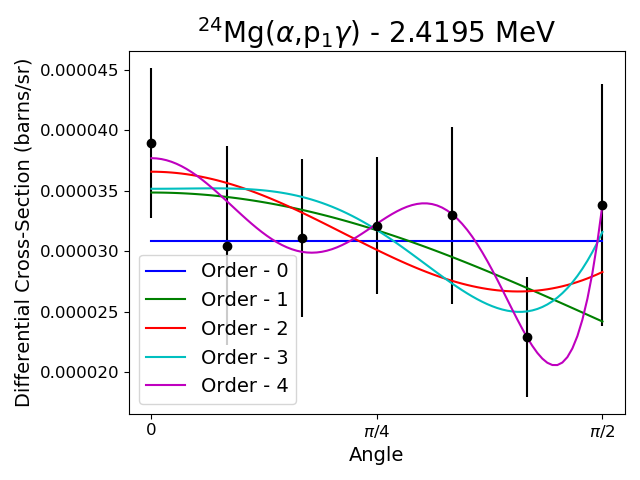 ²⁴Mg(α,p₁γ) - 2.4195 MeV
Differential Cross-Section (barns/sr)
0.000045
0.000040
0.000035
0.000030
0.000025
0.000020
Order - 0
Order - 1
Order - 2
Order - 3
Order - 4
0
π/4
π/2
Angle